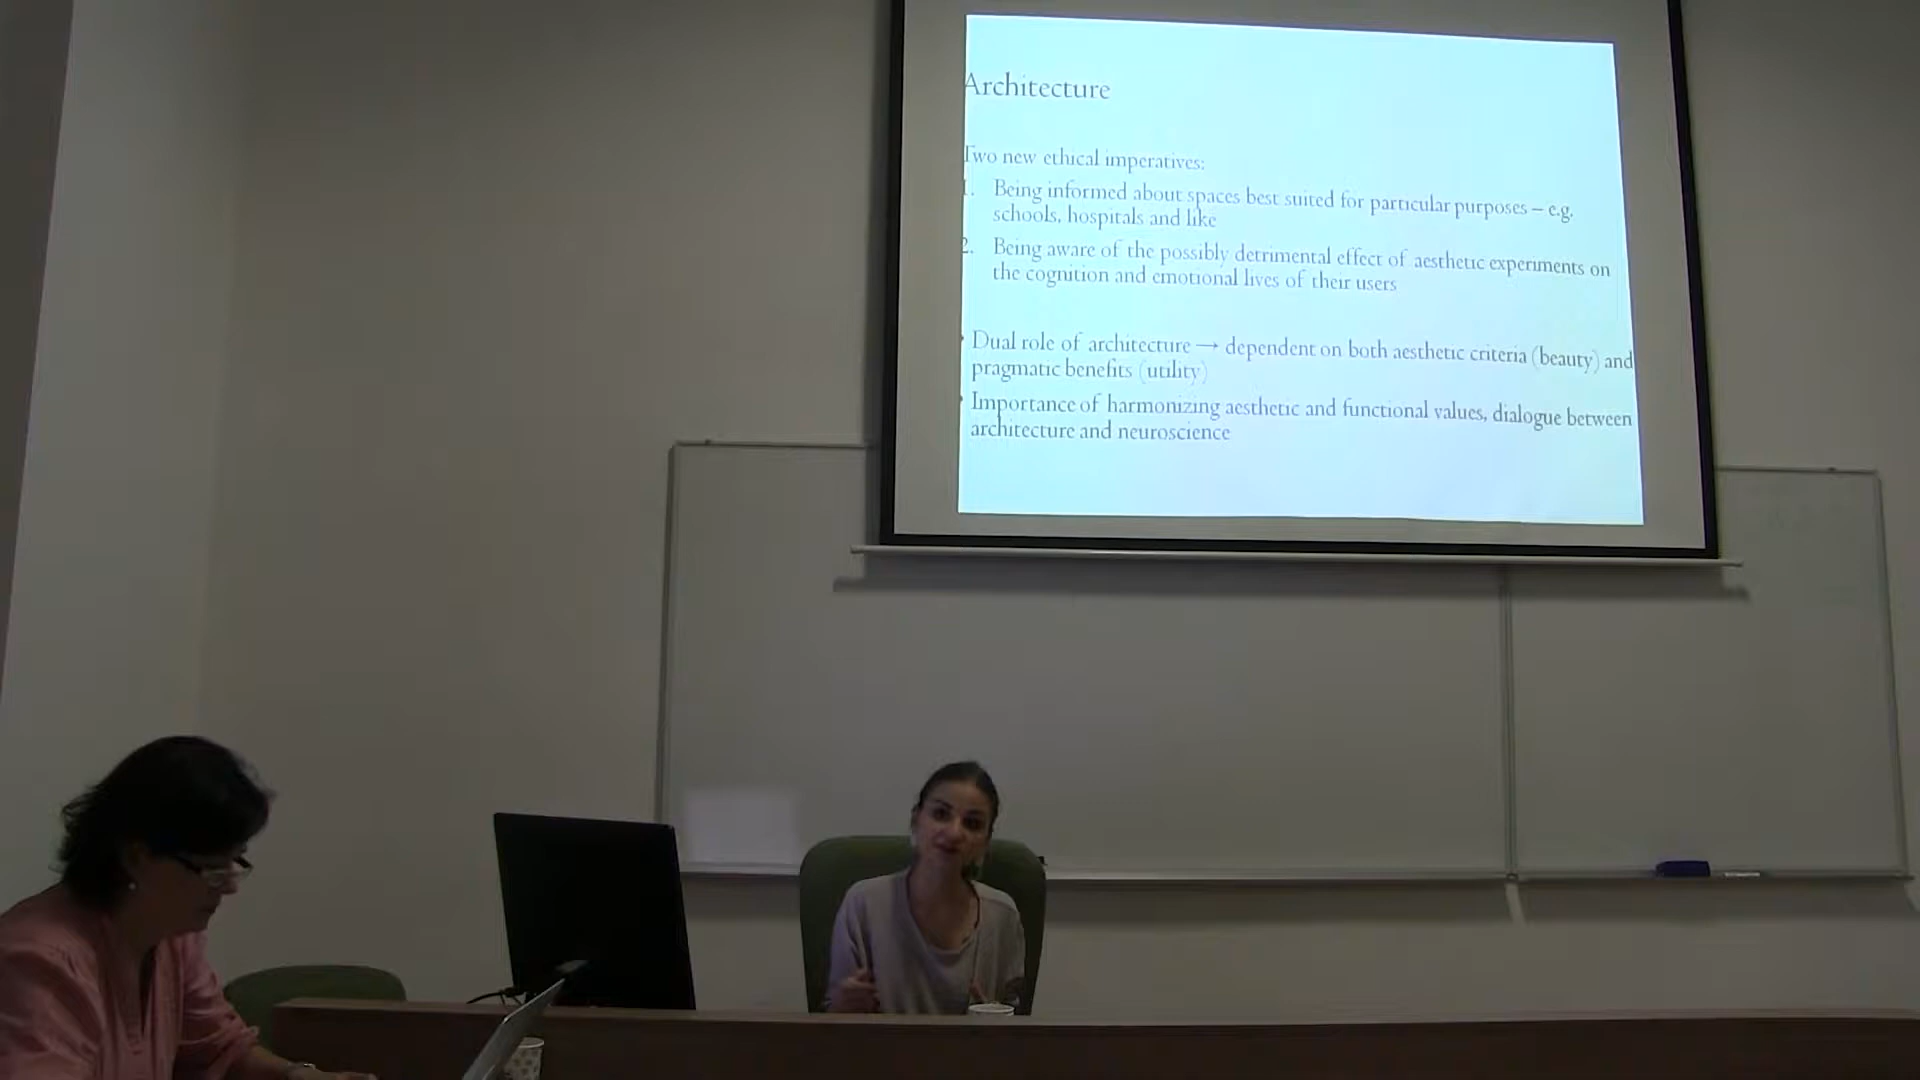 Architecture
Two new ethical imperatives:
1. Being informed about spaces best suited for particular purposes – e.g.
schools, hospitals and like
2. Being aware of the possibly detrimental effect of aesthetic experiments on
the cognition and emotional lives of their users
• Dual role of architecture → dependent on both aesthetic criteria (beauty) and
pragmatic benefits (utility)
• Importance of harmonizing aesthetic and functional values, dialogue between
architecture and neuroscience